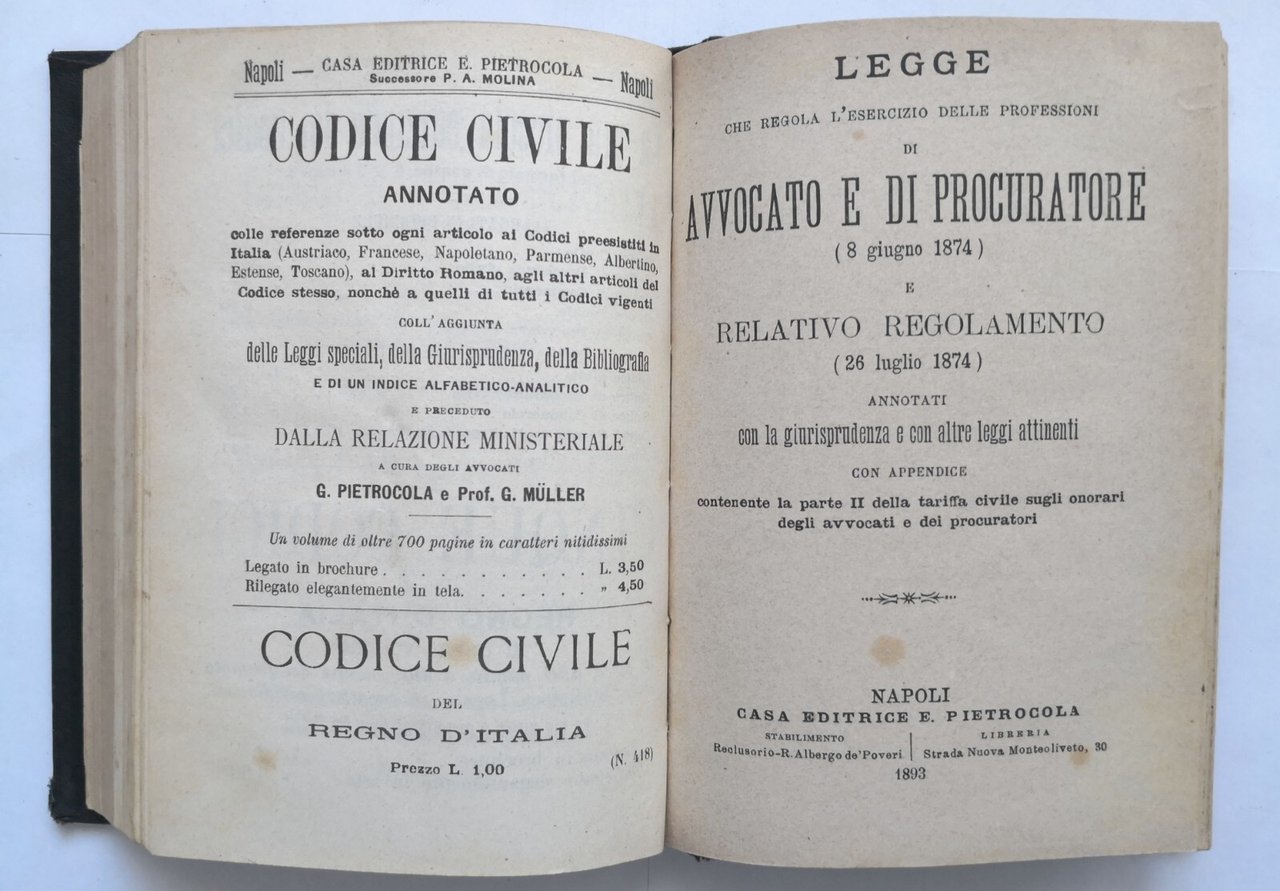 Napoli — CASA EDITRICE E. PIETROCOLA — Napoli
Successore P. A. MOLINA
CODICE CIVILE
ANNOTATO
colle referenze sotto ogni articolo ai Codici preesistiti in
Italia (Austriaco, Francese, Napoletano, Parmense, Albertino,
Estense, Toscano), al Diritto Romano, agli altri articoli del
Codice stesso, nonchè a quelli di tutti i Codici vigenti
COLL'AGGIUNTA
delle Leggi speciali, della Giurisprudenza, della Bibliografia
E DI UN INDICE ALFABETICO-ANALITICO
E PRECEDUTO
DALLA RELAZIONE MINISTERIALE
A CURA DEGLI AVVOCATI
G. PIETROCOLA e Prof. G. MÜLLER
Un volume di oltre 700 pagine in caratteri nitidissimi
Legato in brochure . . . . . . . . . . . L. 3,50
Rilegato elegantemente in tela. . . . . . . „ 4,50
CODICE CIVILE
DEL
REGNO D'ITALIA
Prezzo L. 1,00
(N. 418)
LEGGE
CHE REGOLA L'ESERCIZIO DELLE PROFESSIONI
DI
AVVOCATO E DI PROCURATORE
( 8 giugno 1874 )
E
RELATIVO REGOLAMENTO
( 26 luglio 1874 )
ANNOTATI
con la giurisprudenza e con altre leggi attinenti
CON APPENDICE
contenente la parte II della tariffa civile sugli onorari
degli avvocati e dei procuratori
NAPOLI
CASA EDITRICE E. PIETROCOLA
STABILIMENTO
Reclusorio-R. Albergo de' Poveri
LIBRERIA
Strada Nuova Monteoliveto, 30
1893